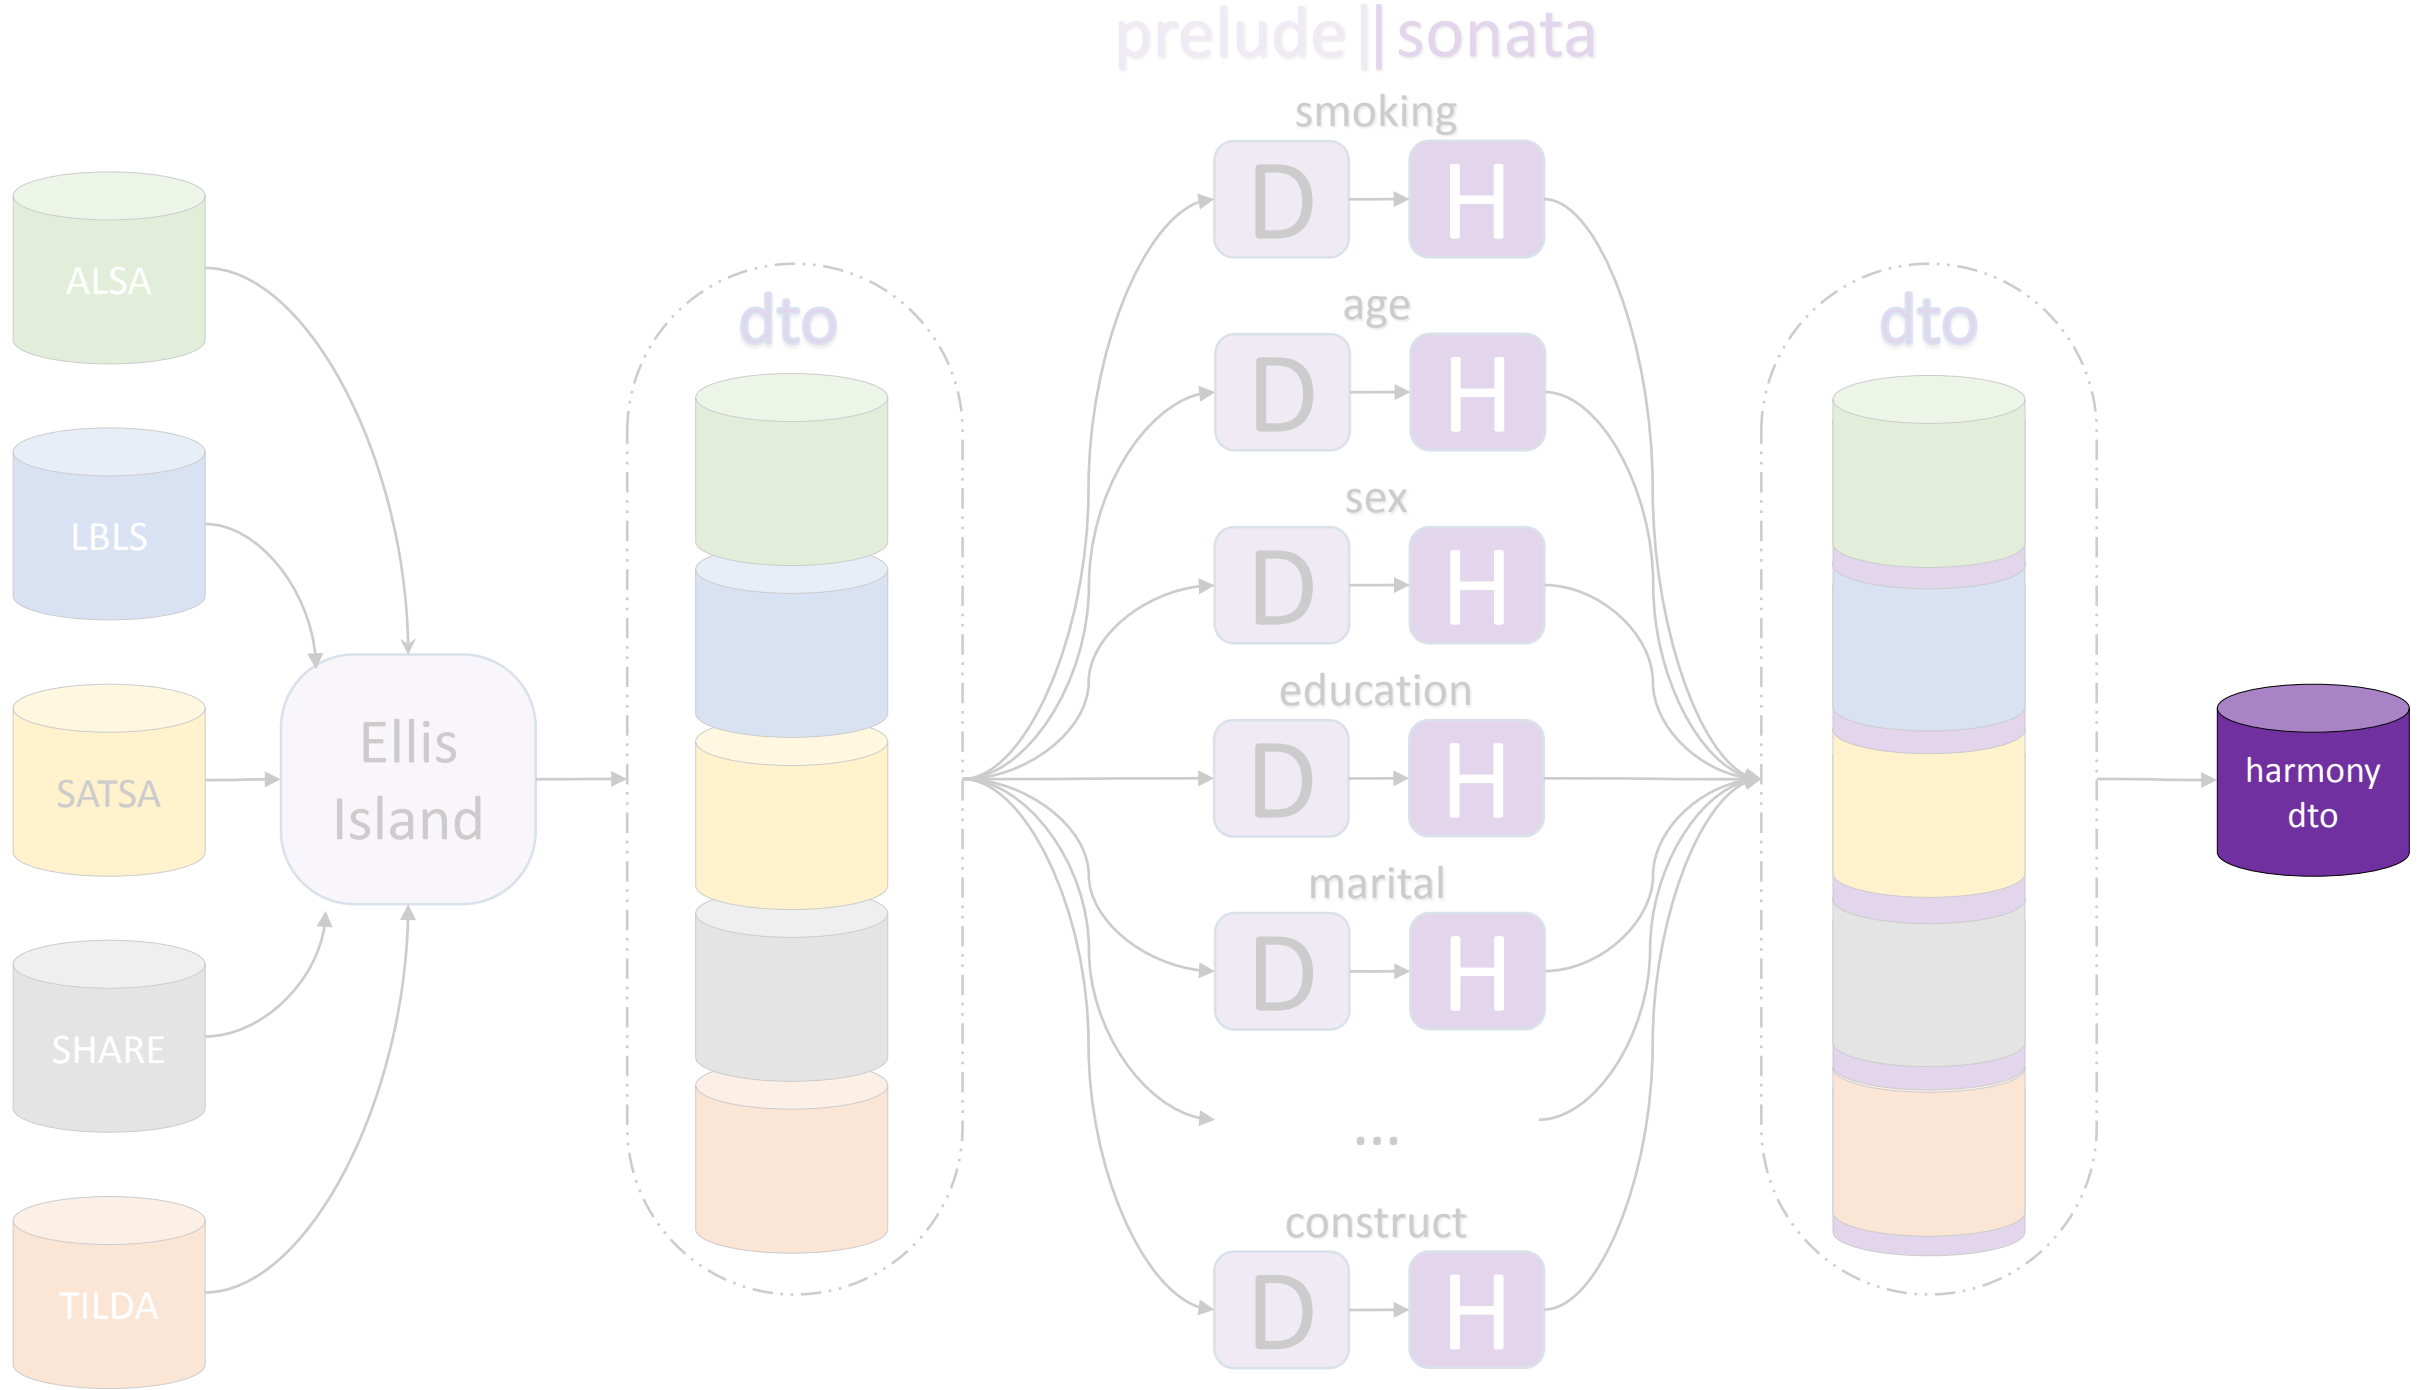 prelude || sonata
smoking
D H
ALSA
dto
dto
age
D H
sex
LBLS
D H
education
Ellis
Island
D H
SATSA
harmony
dto
marital
D H
SHARE
...
construct
TILDA
D H